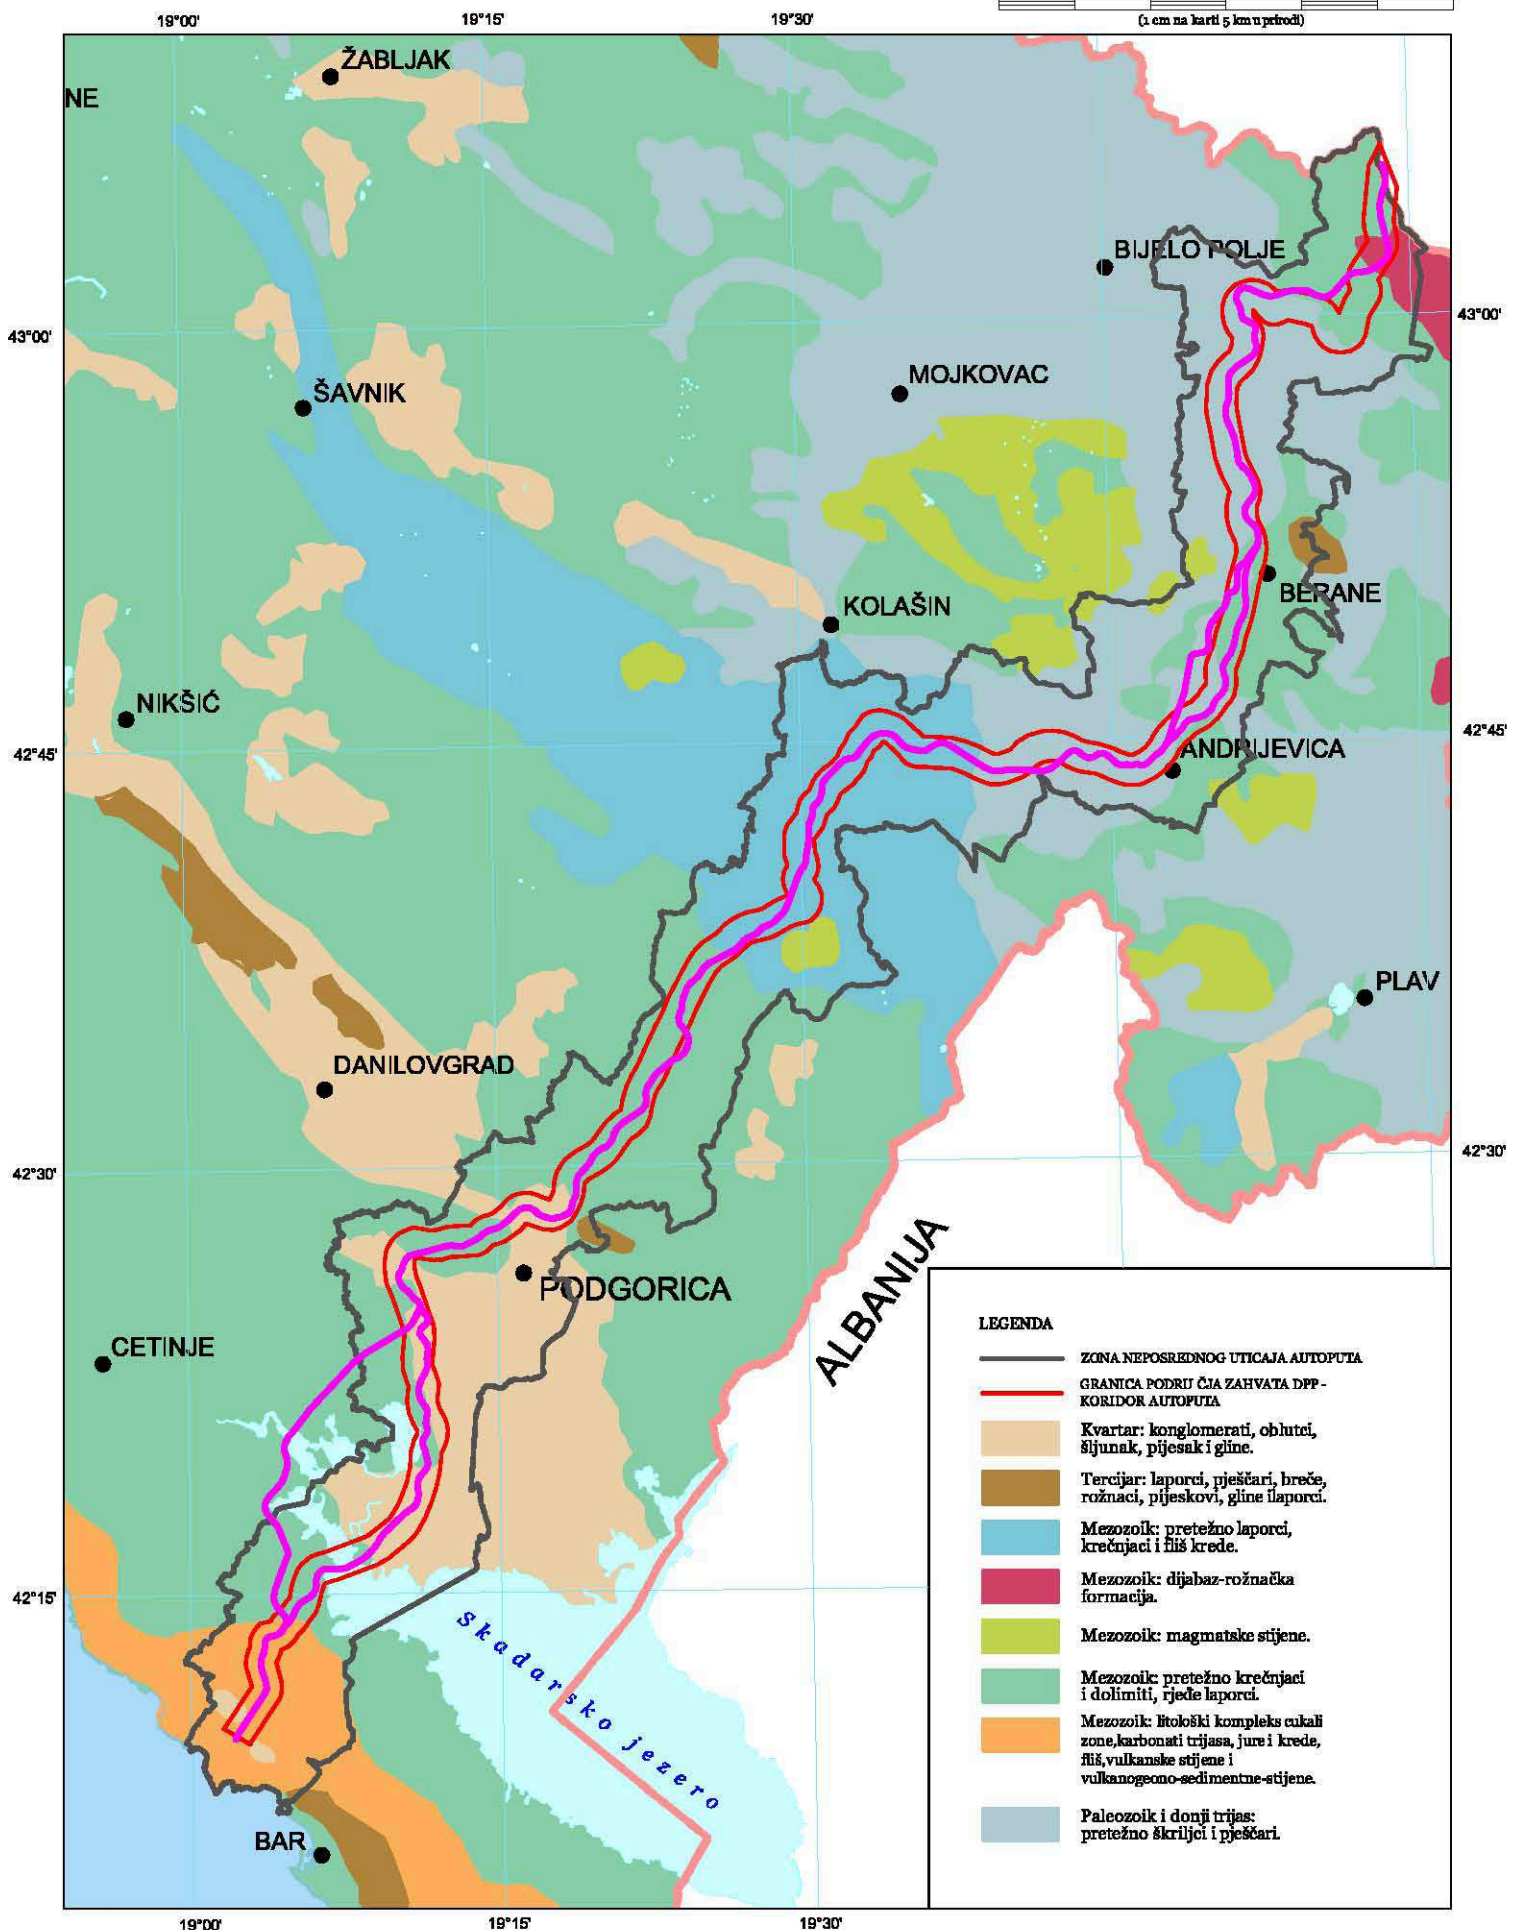 (1 cm na karti 5 km u prirodi)
19°00'
19°15'
19°30'
ŽABLJAK
NE
BIJELO POLJE
43°00'
43°00'
MOJKOVAC
ŠAVNIK
BERANE
KOLAŠIN
NIKŠIĆ
42°45'
42°45'
ANDRIJEVICA
PLAV
DANILOVGRAD
42°30'
42°30'
PODGORICA
ALBANIJA
CETINJE
LEGENDA
ZONA NEPOSREDNOG UTICAJA AUTOPUTA
GRANICA PODRU ČJA ZAHVATA DPP -
KORIDOR AUTOPUTA
Kvartar: konglomerati, oblutci,
šljunak, pijesak i gline.
Tercijar: laporci, pješčari, breče,
rožnaci, pijeskovi, gline ilaporci.
Mezozoik: pretežno laporci,
krečnjaci i fliš krede.
Mezozoik: dijabaz-rožnačka
formacija.
Mezozoik: magmatske stijene.
Mezozoik: pretežno krečnjaci
i dolimiti, rjeđe laporci.
Mezozoik: litološki kompleks cukali
zone,karbonati trijasa, jure i krede,
fliš,vulkanske stijene i
vulkanogeono-sedimentne-stijene.
Paleozoik i donji trijas:
pretežno škriljci i pješčari.
42°15'
Skadarsko jezero
BAR
19°00'
19°15'
19°30'